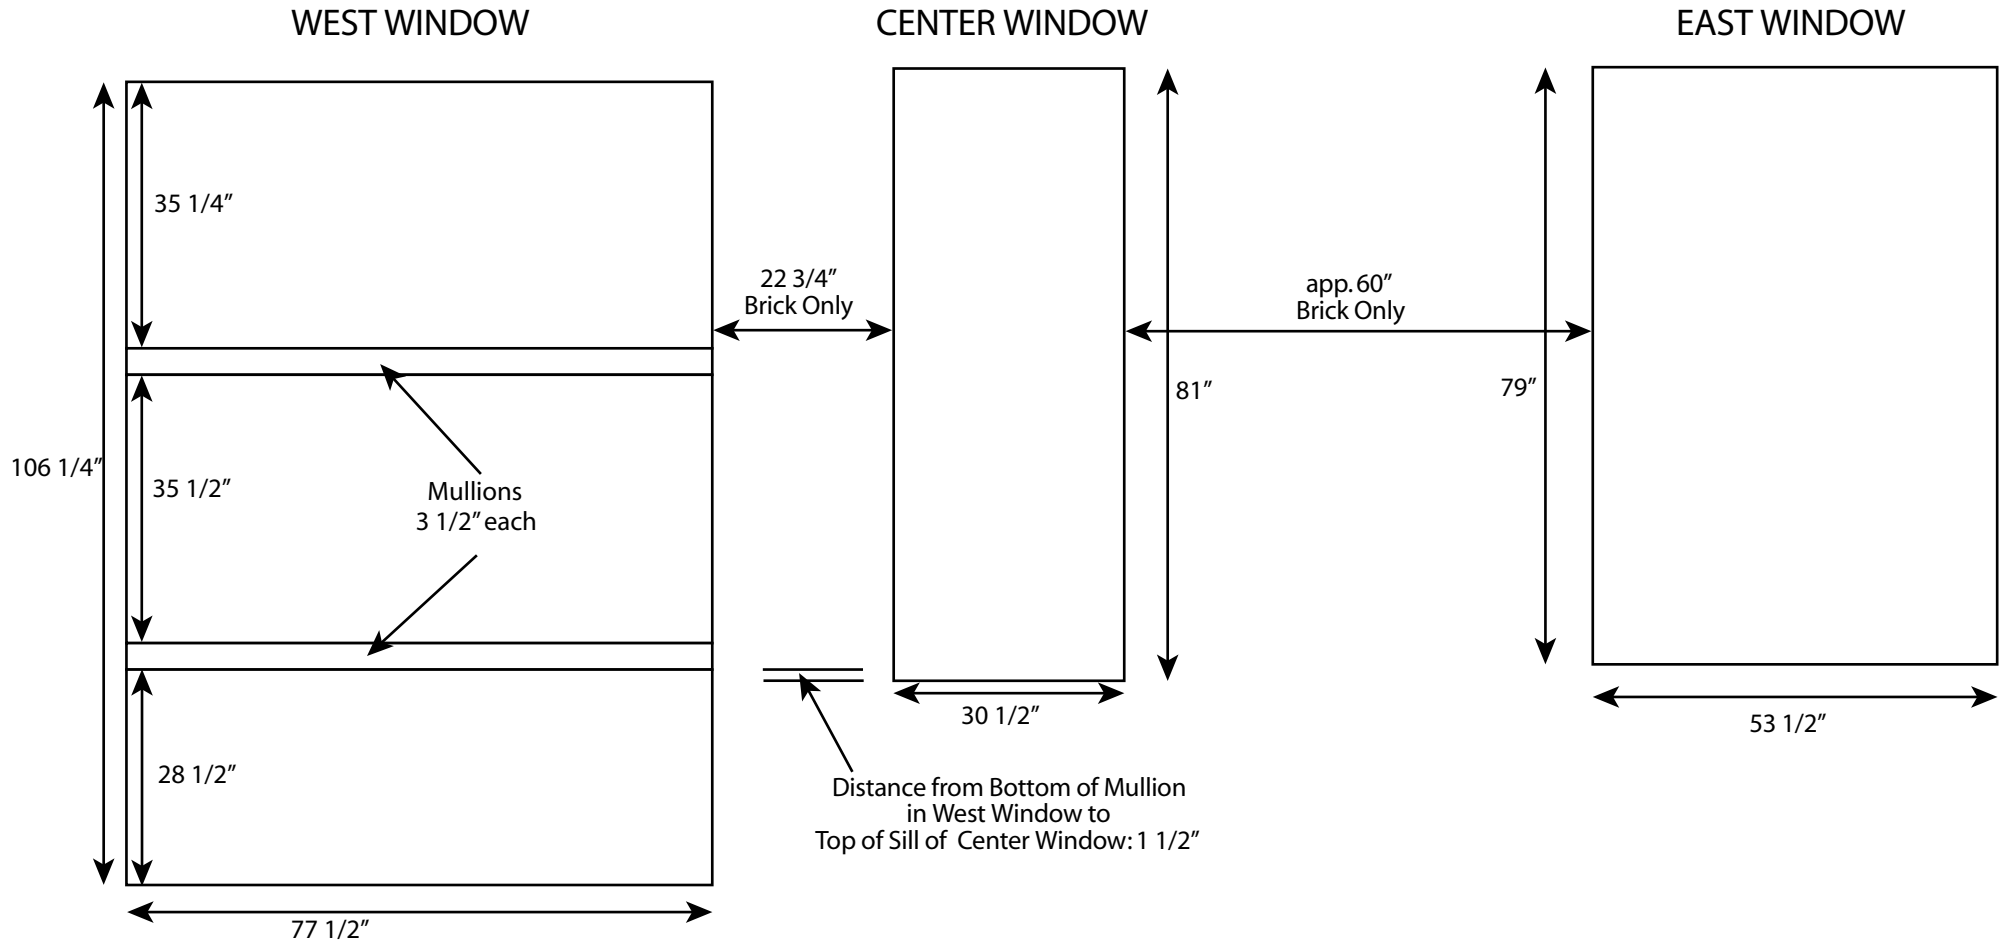 WEST WINDOW
CENTER WINDOW
EAST WINDOW
35 1/4”
22 3/4”
Brick Only
app. 60”
Brick Only
81”
79”
106 1/4”
35 1/2”
Mullions
3 1/2” each
30 1/2”
53 1/2”
28 1/2”
Distance from Bottom of Mullion
in West Window to
Top of Sill of Center Window: 1 1/2”
77 1/2”